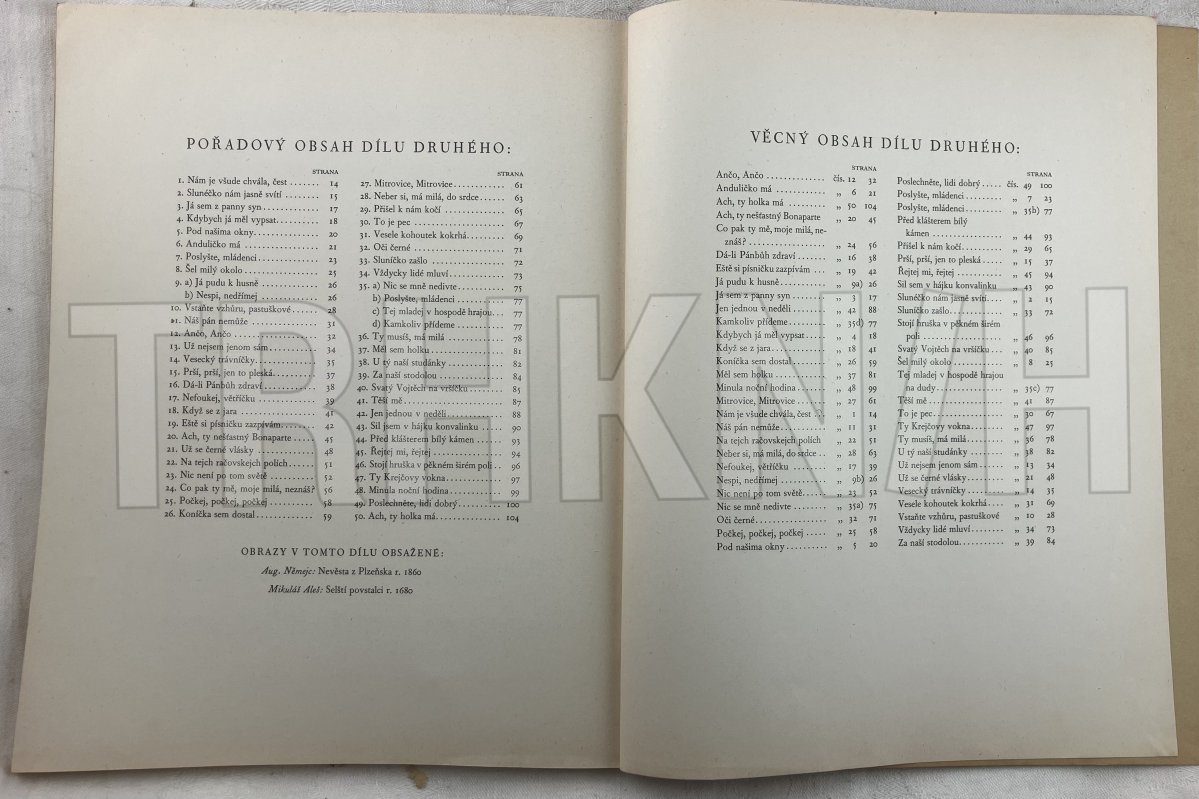 POŘADOVÝ OBSAH DÍLU DRUHÉHO:
STRANA
1. Nám je všude chvála, čest ....... 14
2. Slunéčko nám jasně svítí ....... 15
3. Já sem z panny syn............ 17
4. Kdybych já měl vypsat......... 18
5. Pod našima okny............. 20
6. Anduličko má ............... 21
7. Poslyšte, mládenci............ 23
8. Šel milý okolo............... 25
9. a) Já pudu k husně........... 26
b) Nespi, nedřímej ........... 26
10. Vstaňte vzhůru, pastuškové...... 28
11. Náš pán nemůže............. 31
12. Ančo, Ančo ................. 32
13. Už nejsem jenom sám.......... 34
14. Vesecký trávníčky............ 35
15. Prší, prší, jen to pleská......... 37
16. Dá-li Pánbůh zdraví........... 38
17. Nefoukej, větříčku ........... 39
18. Když se z jara ............... 41
19. Eště si písničku zazpívám....... 42
20. Ach, ty nešťastný Bonaparte ..... 45
21. Už se černé vlásky ........... 48
22. Na tejch račovskejch polích...... 51
23. Nic není po tom světě......... 52
24. Co pak ty mě, moje milá, neznáš? 56
25. Počkej, počkej, počkej ......... 58
26. Koníčka sem dostal............ 59
STRANA
27. Mitrovice, Mitrovice............ 61
28. Neber si, má milá, do srdce...... 63
29. Přišel k nám kočí............. 65
30. To je pec .................. 67
31. Vesele kohoutek kokrhá......... 69
32. Oči černé .................. 71
33. Sluníčko zašlo............... 72
34. Vždycky lidé mluví............ 73
35. a) Nic se mně nedivte......... 75
b) Poslyšte, mládenci.......... 77
c) Tej mladej v hospodě hrajou.. 77
d) Kamkoliv přídeme.......... 77
36. Ty musíš, má milá ............ 78
37. Měl sem holku............... 81
38. U tý naší studánky ........... 82
39. Za naší stodolou.............. 84
40. Svatý Vojtěch na vršíčku ....... 85
41. Těší mě ................... 87
42. Jen jednou v neděli............ 88
43. Sil jsem v hájku konvalinku ..... 90
44. Před klášterem bílý kámen ...... 93
45. Řejtej mi, řejtej ............. 94
46. Stojí hruška v pěkném širém poli . 96
47. Ty Krejčovy vokna............ 97
48. Minula noční hodina........... 99
49. Poslechněte, lidi dobrý......... 100
50. Ach, ty holka má............. 104
OBRAZY V TOMTO DÍLU OBSAŽENÉ:
Aug. Němejc: Nevěsta z Plzeňska r. 1860
Mikuláš Aleš: Selští povstalci r. 1680
VĚCNÝ OBSAH DÍLU DRUHÉHO:
STRANA
Ančo, Ančo .............. čís. 12 32
Anduličko má ............ „ 6 21
Ach, ty holka má ......... „ 50 104
Ach, ty nešťastný Bonaparte „ 20 45
Co pak ty mě, moje milá, ne-
znáš? ................ „ 24 56
Dá-li Pánbůh zdraví ....... „ 16 38
Eště si písničku zazpívám ... „ 19 42
Já pudu k husně .......... „ 9a) 26
Já sem z panny syn ........ „ 3 17
Jen jednou v neděli ........ „ 42 88
Kamkoliv přídeme......... „ 35d) 77
Kdybych já měl vypsat..... „ 4 18
Když se z jara............ „ 18 41
Koníčka sem dostal........ „ 26 59
Měl sem holku ........... „ 37 81
Minula noční hodina....... „ 48 99
Mitrovice, Mitrovice ....... „ 27 61
Nám je všude chvála, čest .. „ 1 14
Náš pán nemůže.......... „ 11 31
Na tejch račovskejch polích „ 22 51
Neber si, má milá, do srdce.. „ 28 63
Nefoukej, větříčku ........ „ 17 39
Nespi, nedřímej .......... „ 9b) 26
Nic není po tom světě...... „ 23 52
Nic se mně nedivte........ „ 35a) 75
Oči černé............... „ 32 71
Počkej, počkej, počkej ..... „ 25 58
Pod našima okny.......... „ 5 20
STRANA
Poslechněte, lidi dobrý ..... čís. 49 100
Poslyšte, mládenci ........ „ 7 23
Poslyšte, mládenci ........ „ 35b) 77
Před klášterem bílý
kámen ............... „ 44 93
Přišel k nám kočí......... „ 29 65
Prší, prší, jen to pleská..... „ 15 37
Řejtej mi, řejtej ......... „ 45 94
Sil sem v hájku konvalinku „ 43 90
Slunéčko nám jasně svítí.... „ 2 15
Sluníčko zašlo........... „ 33 72
Stojí hruška v pěkném širém
poli ................ „ 46 96
Svatý Vojtěch na vršíčku... „ 40 85
Šel milý okolo........... „ 8 25
Tej mladej v hospodě hrajou
na dudy ............. „ 35c) 77
Těší mě ............... „ 41 87
To je pec............... „ 30 67
Ty Krejčovy vokna....... „ 47 97
Ty musíš, má milá........ „ 36 78
U tý naší studánky ....... „ 38 82
Už nejsem jenom sám..... „ 13 34
Už se černé vlásky........ „ 21 48
Vesecký trávníčky........ „ 14 35
Vesele kohoutek kokrhá.... „ 31 69
Vstaňte vzhůru, pastuškové „ 10 28
Vždycky lidé mluví....... „ 34 73
Za naší stodolou.......... „ 39 84
TRHKNIH